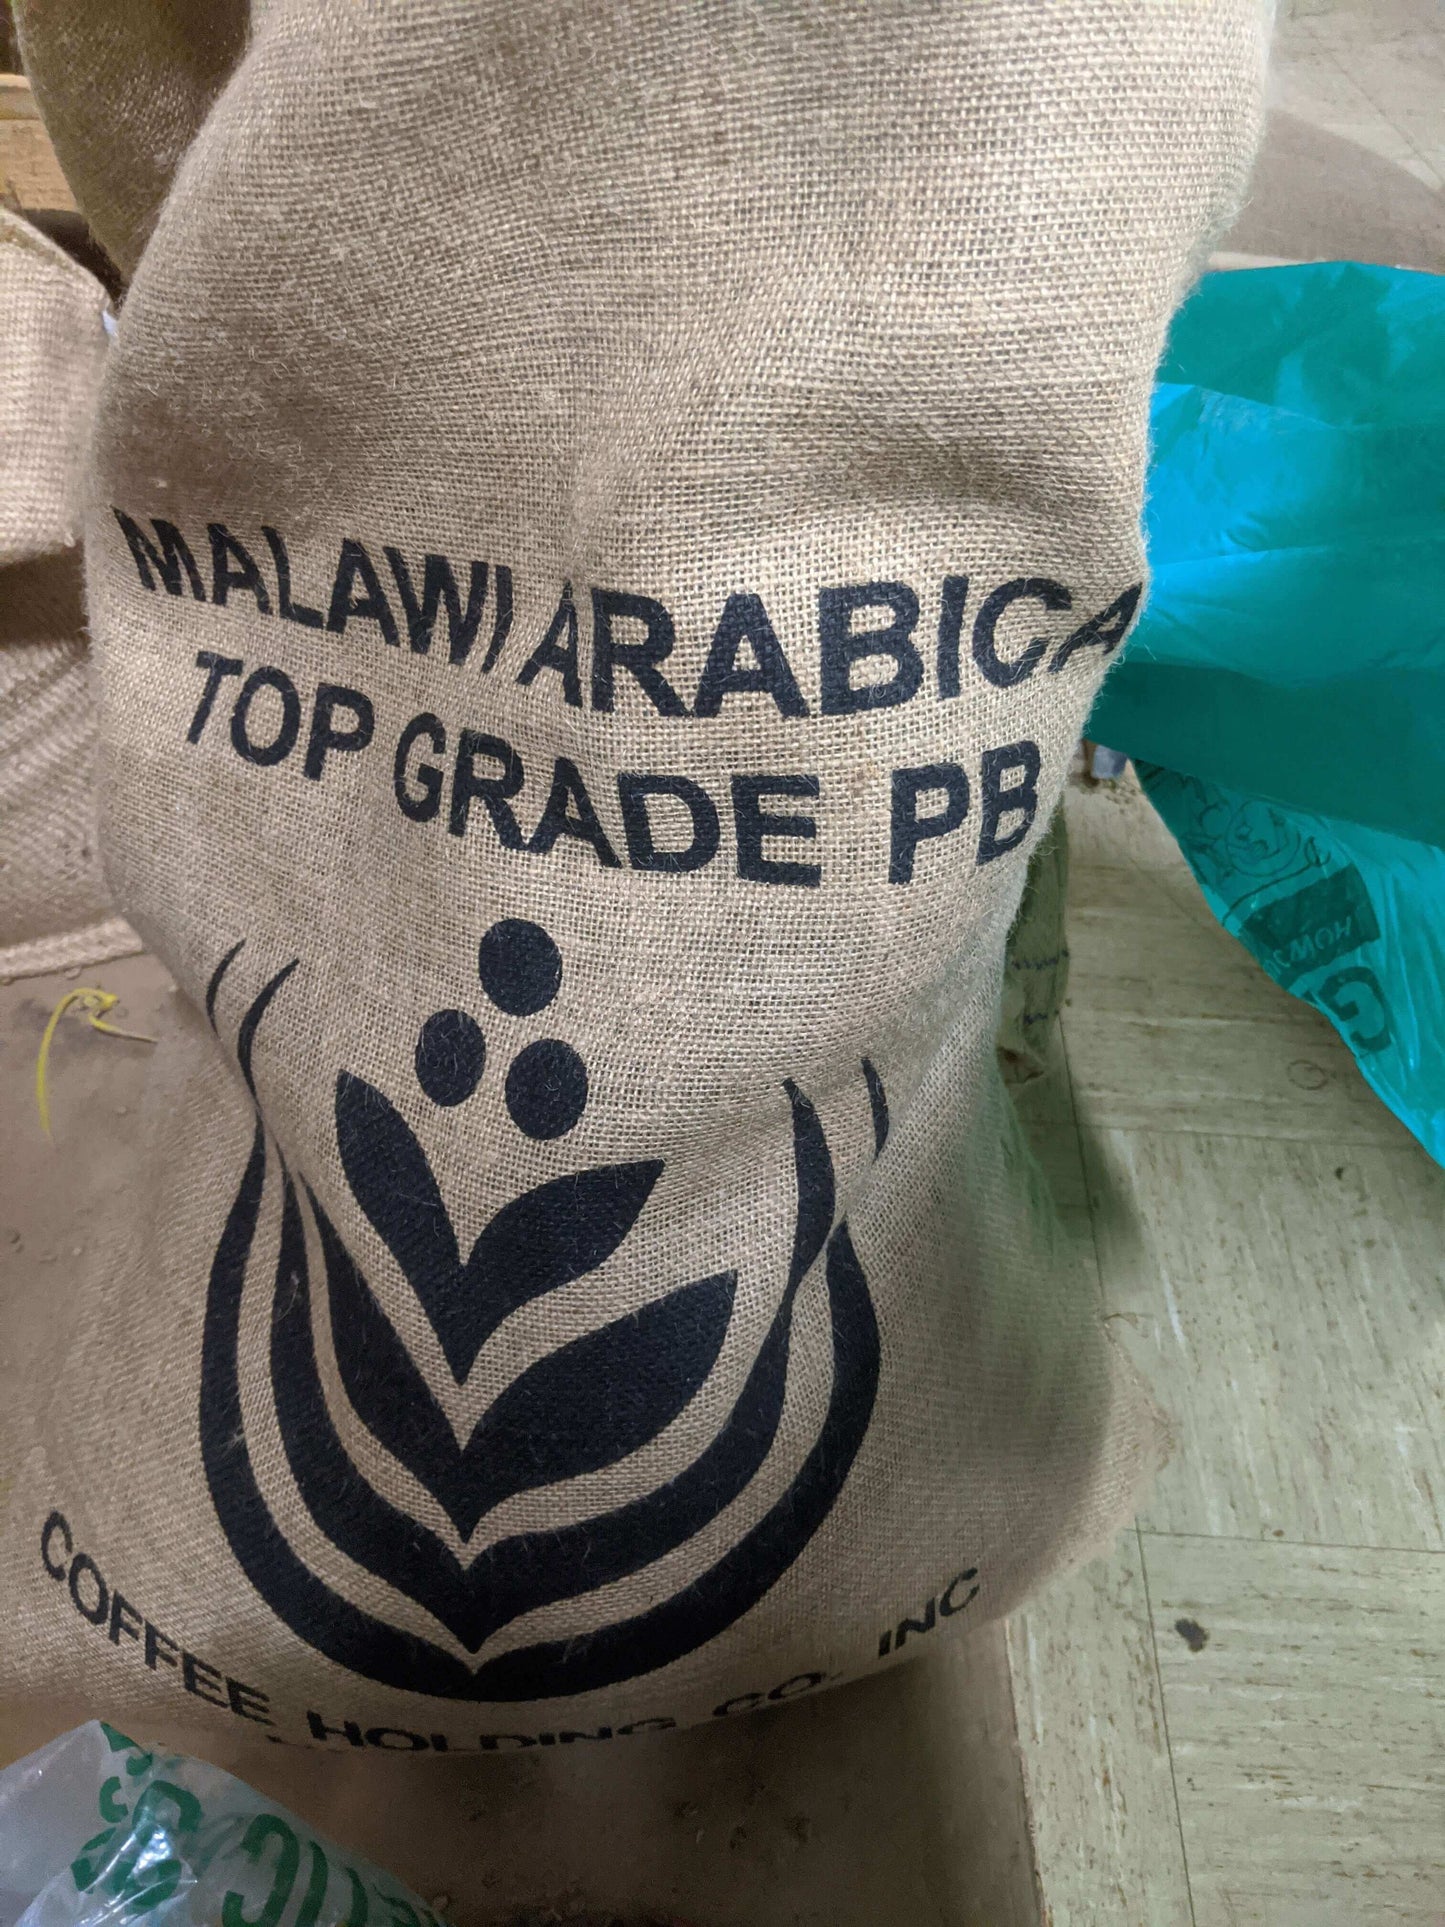 MALAWI ARABICA
TOP GRADE PB
COFFEE HOLDING CO. INC